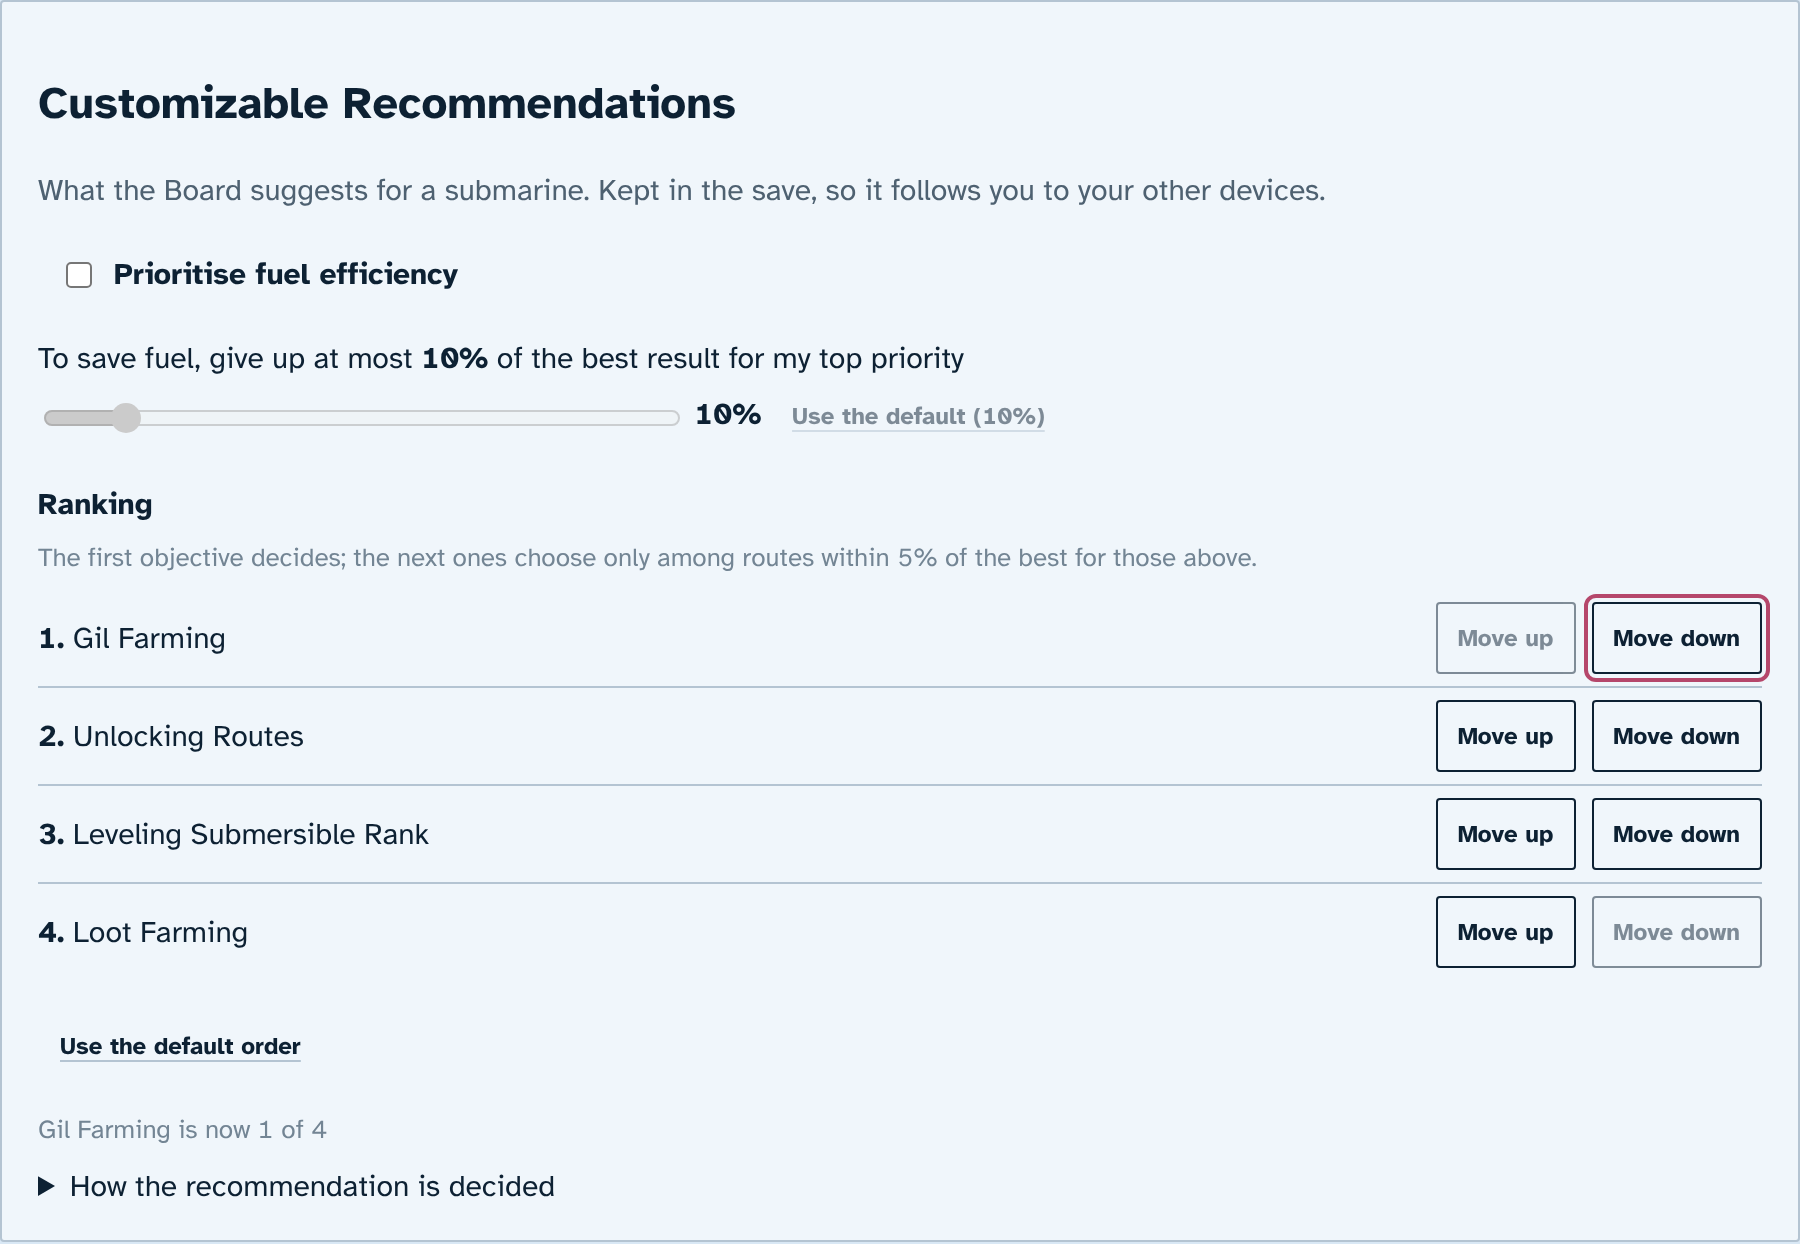 Customizable Recommendations
What the Board suggests for a submarine. Kept in the save, so it follows you to your other devices.
Prioritise fuel efficiency
To save fuel, give up at most 10% of the best result for my top priority
10% Use the default (10%)
Ranking
The first objective decides; the next ones choose only among routes within 5% of the best for those above.
1. Gil Farming Move up Move down
2. Unlocking Routes Move up Move down
3. Leveling Submersible Rank Move up Move down
4. Loot Farming Move up Move down
Use the default order
Gil Farming is now 1 of 4
How the recommendation is decided